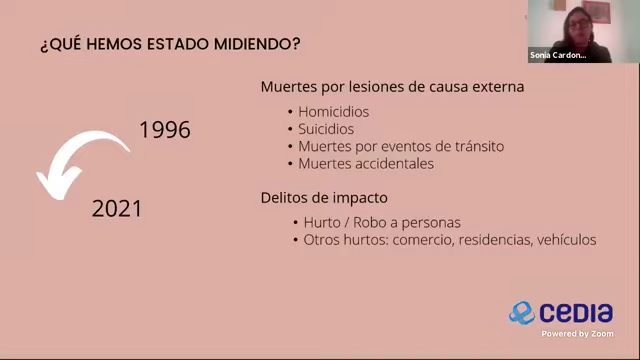 ¿QUÉ HEMOS ESTADO MIDIENDO?
Sonia Cardon...
1996
2021
Muertes por lesiones de causa externa
• Homicidios
• Suicidios
• Muertes por eventos de tránsito
• Muertes accidentales
Delitos de impacto
• Hurto / Robo a personas
• Otros hurtos: comercio, residencias, vehículos
CEDIA
Powered by Zoom